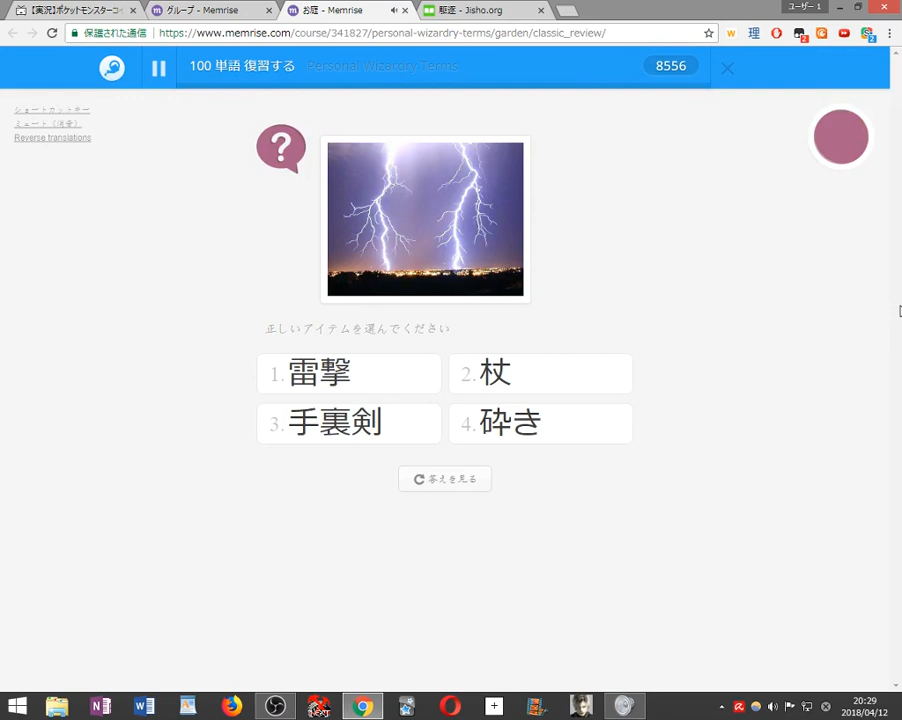 【実況】ポケットモンスターコ
グループ - Memrise
お庭 - Memrise
駆逐 - Jisho.org
ユーザー 1
保護された通信
https://www.memrise.com/course/341827/personal-wizardry-terms/garden/classic_review/
100 単語 復習する
Personal Wizardry Terms
8556
ショートカットキー
ミュート（消音）
Reverse translations
?
正しいアイテムを選んでください
1. 雷撃
2. 杖
3. 手裏剣
4. 砕き
答えを見る
20:29
2018/04/12